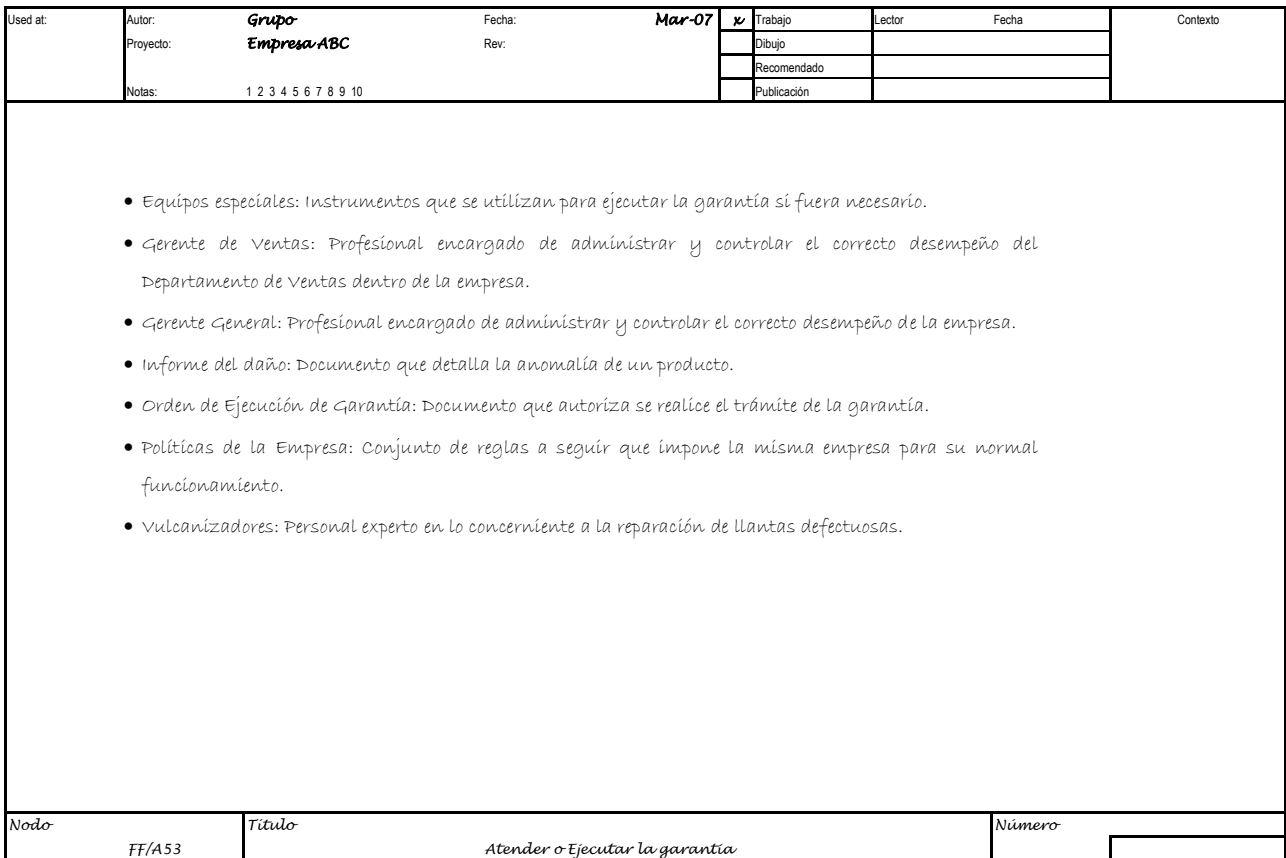 Used at: Autor: Grupo Fecha: Mar-07 x Trabajo Lector Fecha Contexto
Proyecto: Empresa ABC Rev: Dibujo
Recomendado
Notas: 1 2 3 4 5 6 7 8 9 10 Publicación
• Equipos especiales: Instrumentos que se utilizan para ejecutar la garantía si fuera necesario.
• Gerente de Ventas: Profesional encargado de administrar y controlar el correcto desempeño del
Departamento de Ventas dentro de la empresa.
• Gerente General: Profesional encargado de administrar y controlar el correcto desempeño de la empresa.
• Informe del daño: Documento que detalla la anomalía de un producto.
• Orden de Ejecución de Garantía: Documento que autoriza se realice el trámite de la garantía.
• Políticas de la Empresa: Conjunto de reglas a seguir que impone la misma empresa para su normal
funcionamiento.
• Vulcanizadores: Personal experto en lo concerniente a la reparación de llantas defectuosas.
Nodo Título Número
FF/A53 Atender o Ejecutar la garantía